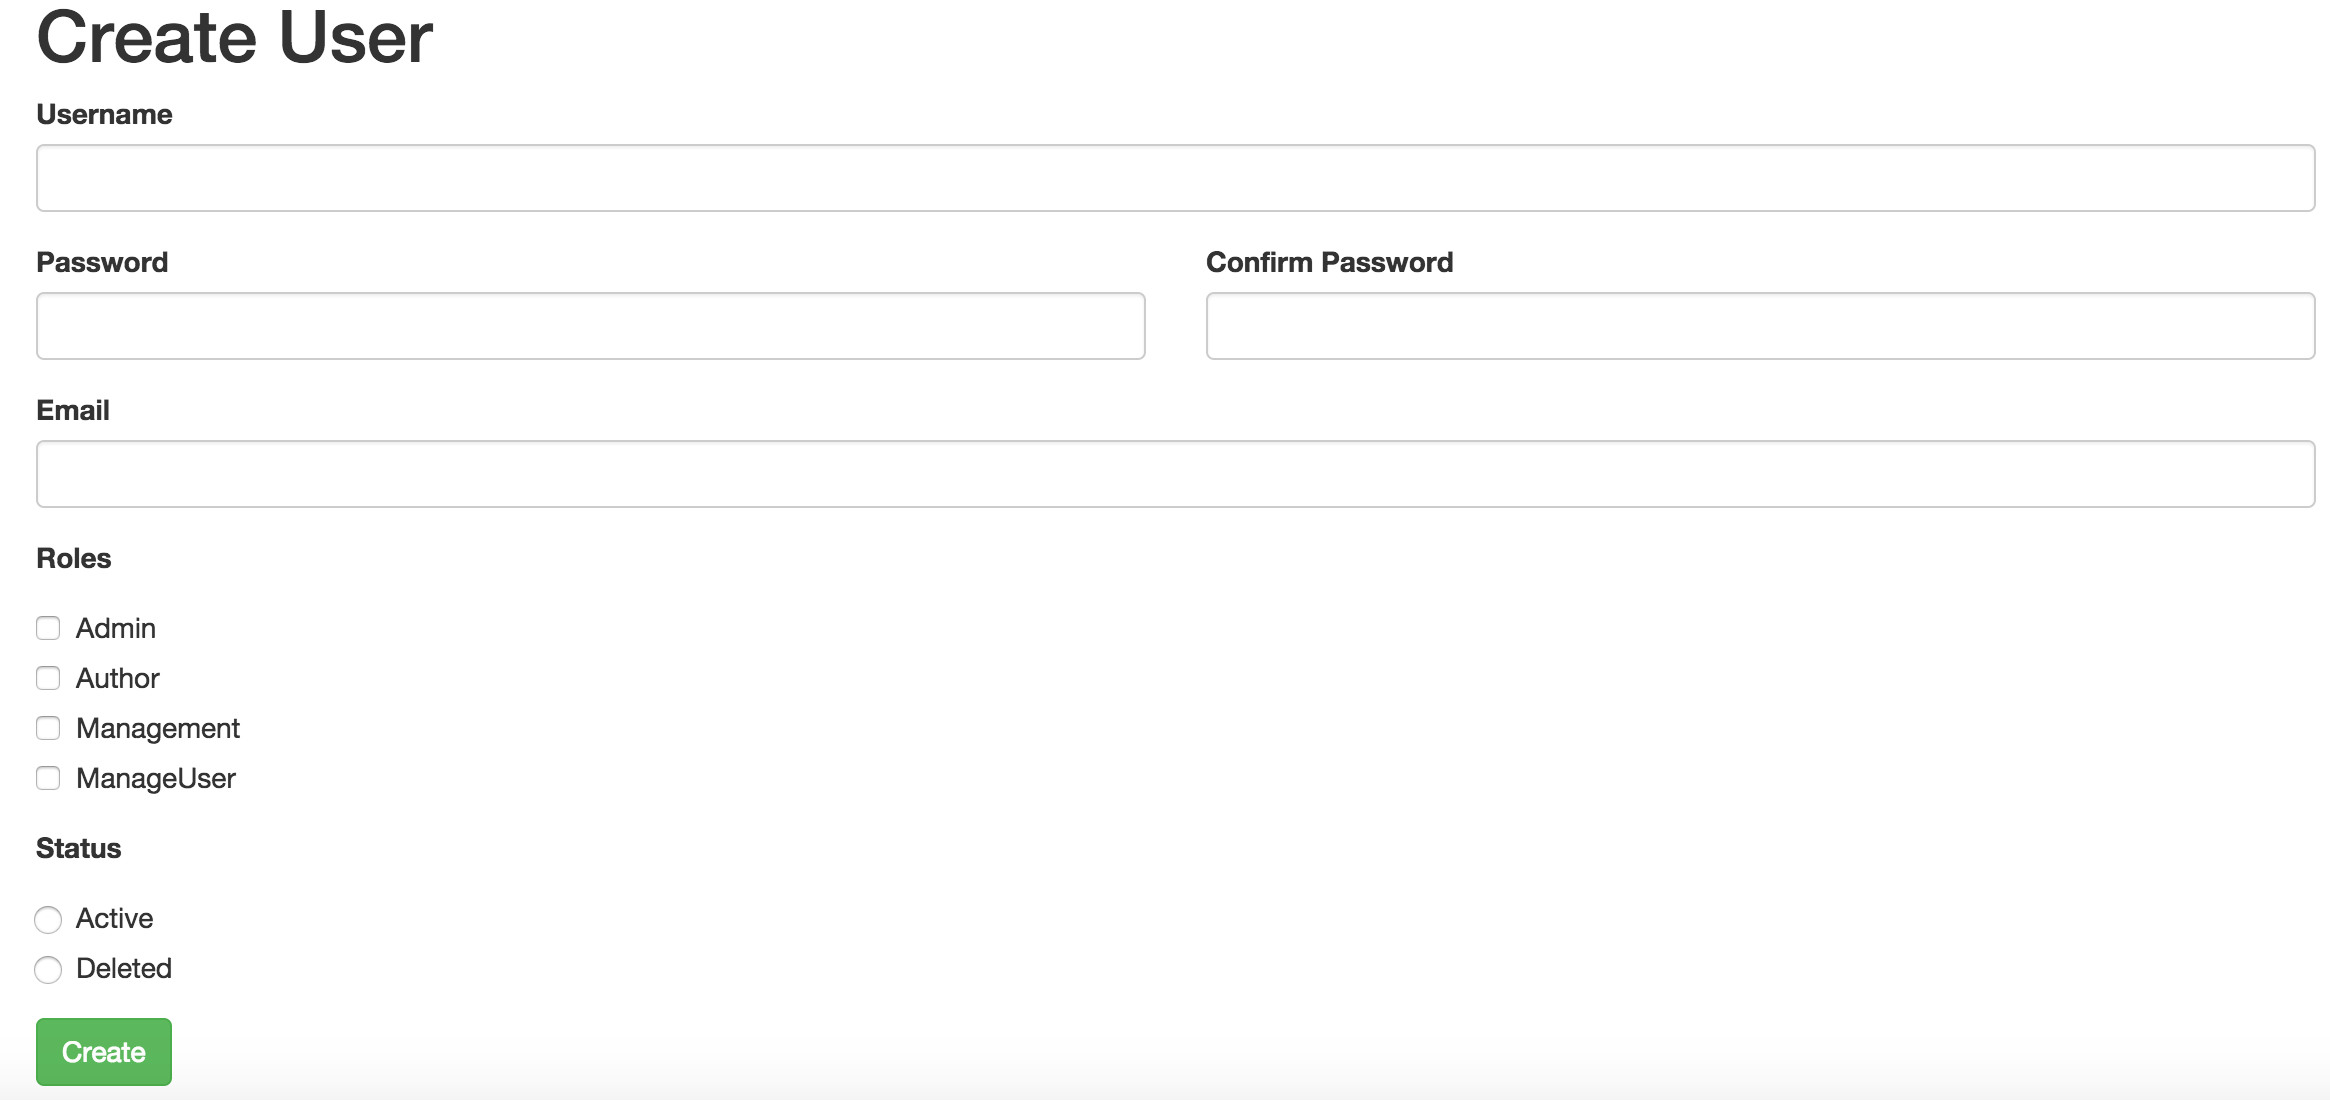 Create User
Username
Password Confirm Password
Email
Roles
Admin
Author
Management
ManageUser
Status
Active
Deleted
Create